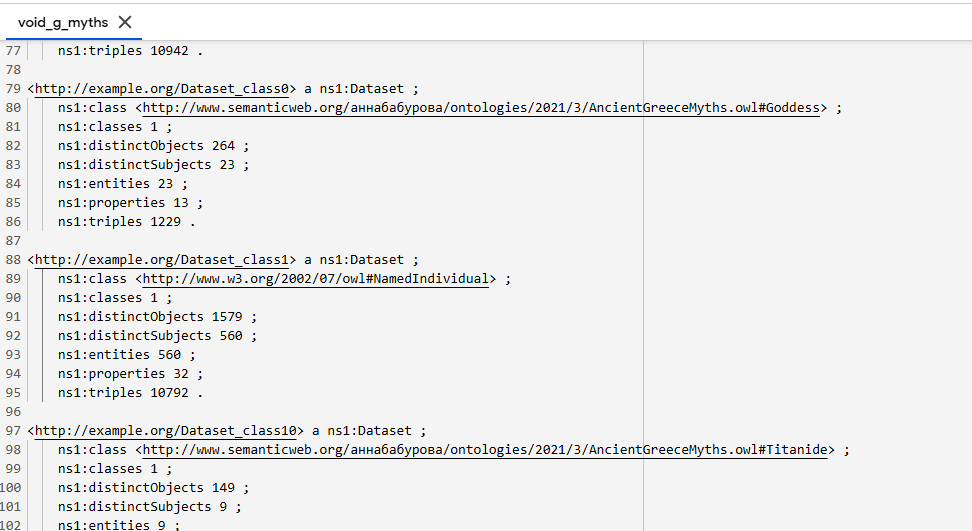 void_g_myths
77 ns1:triples 10942 .
78
79 <http://example.org/Dataset_class0> a ns1:Dataset ;
80 ns1:class <http://www.semanticweb.org/аннабабурова/ontologies/2021/3/AncientGreeceMyths.owl#Goddess> ;
81 ns1:classes 1 ;
82 ns1:distinctObjects 264 ;
83 ns1:distinctSubjects 23 ;
84 ns1:entities 23 ;
85 ns1:properties 13 ;
86 ns1:triples 1229 .
87
88 <http://example.org/Dataset_class1> a ns1:Dataset ;
89 ns1:class <http://www.w3.org/2002/07/owl#NamedIndividual> ;
90 ns1:classes 1 ;
91 ns1:distinctObjects 1579 ;
92 ns1:distinctSubjects 560 ;
93 ns1:entities 560 ;
94 ns1:properties 32 ;
95 ns1:triples 10792 .
96
97 <http://example.org/Dataset_class10> a ns1:Dataset ;
98 ns1:class <http://www.semanticweb.org/аннабабурова/ontologies/2021/3/AncientGreeceMyths.owl#Titanide> ;
99 ns1:classes 1 ;
100 ns1:distinctObjects 149 ;
101 ns1:distinctSubjects 9 ;
102 ns1:entities 9 ;